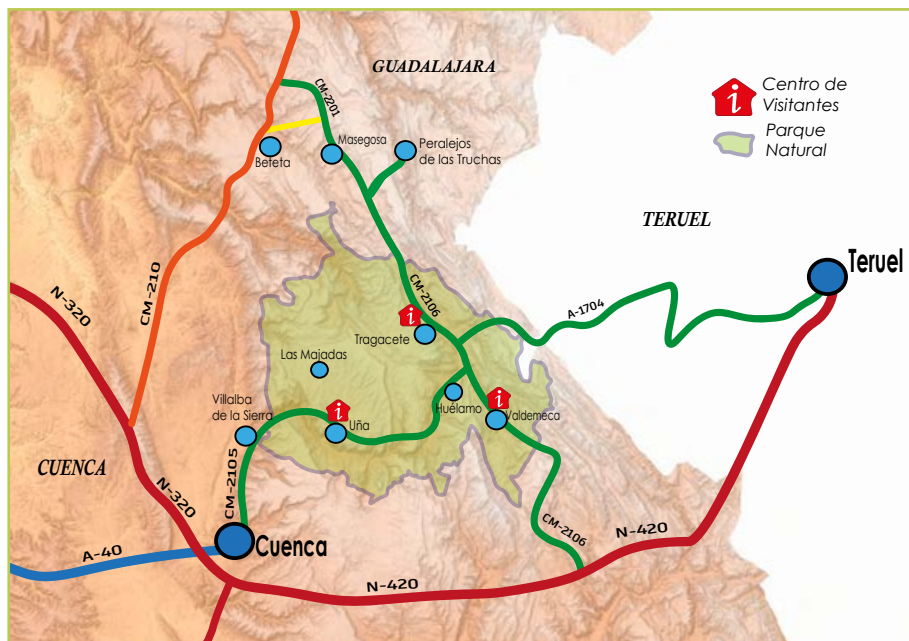 GUADALAJARA
Centro de
Visitantes
Parque
Natural
CM-2201
Masegosa
Peralejos
de las Truchas
Beteta
TERUEL
Teruel
CM-210
N-320
CM-2106
A-1704
Tragacete
Las Majadas
Villalba
de la Sierra
Huélamo
Valdemeca
Uña
CUENCA
CM-2105
N-320
CM-2106
N-420
Cuenca
A-40
N-420